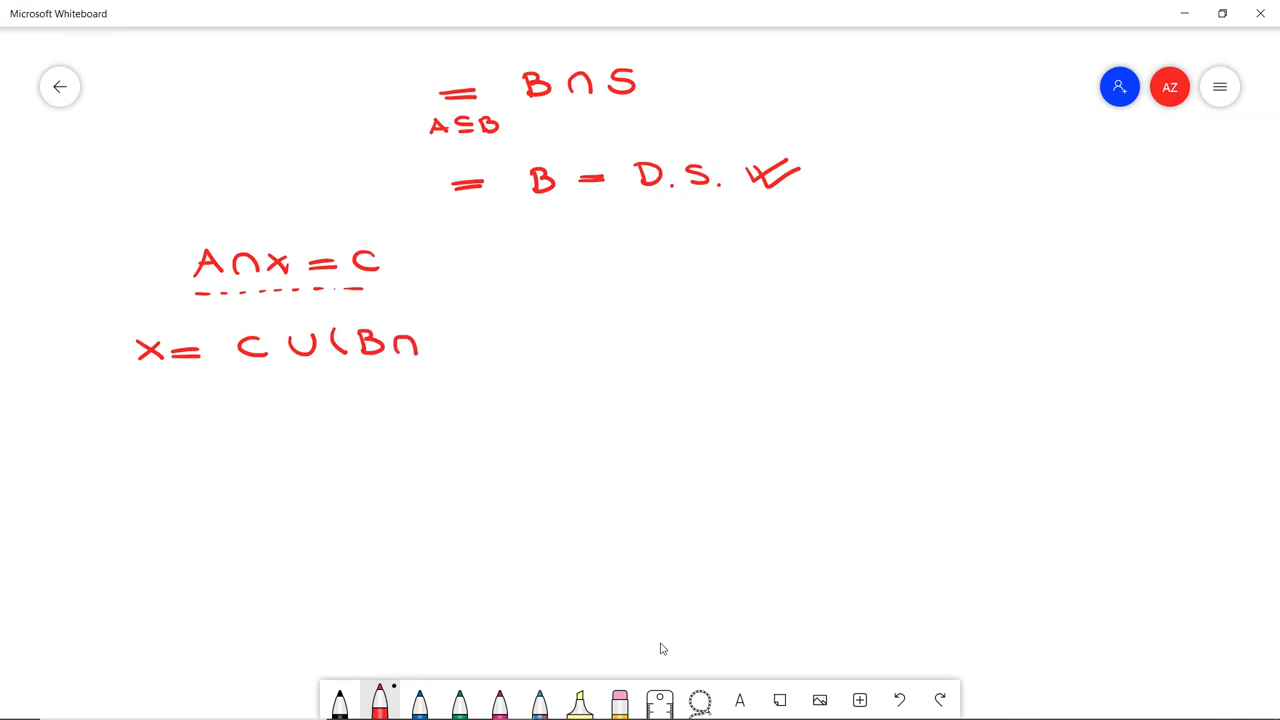 Microsoft Whiteboard
= B ∩ S
A ⊆ B
= B = D.S.
AZ
A ∩ x = C
x = C ∪ ( B ∩
A